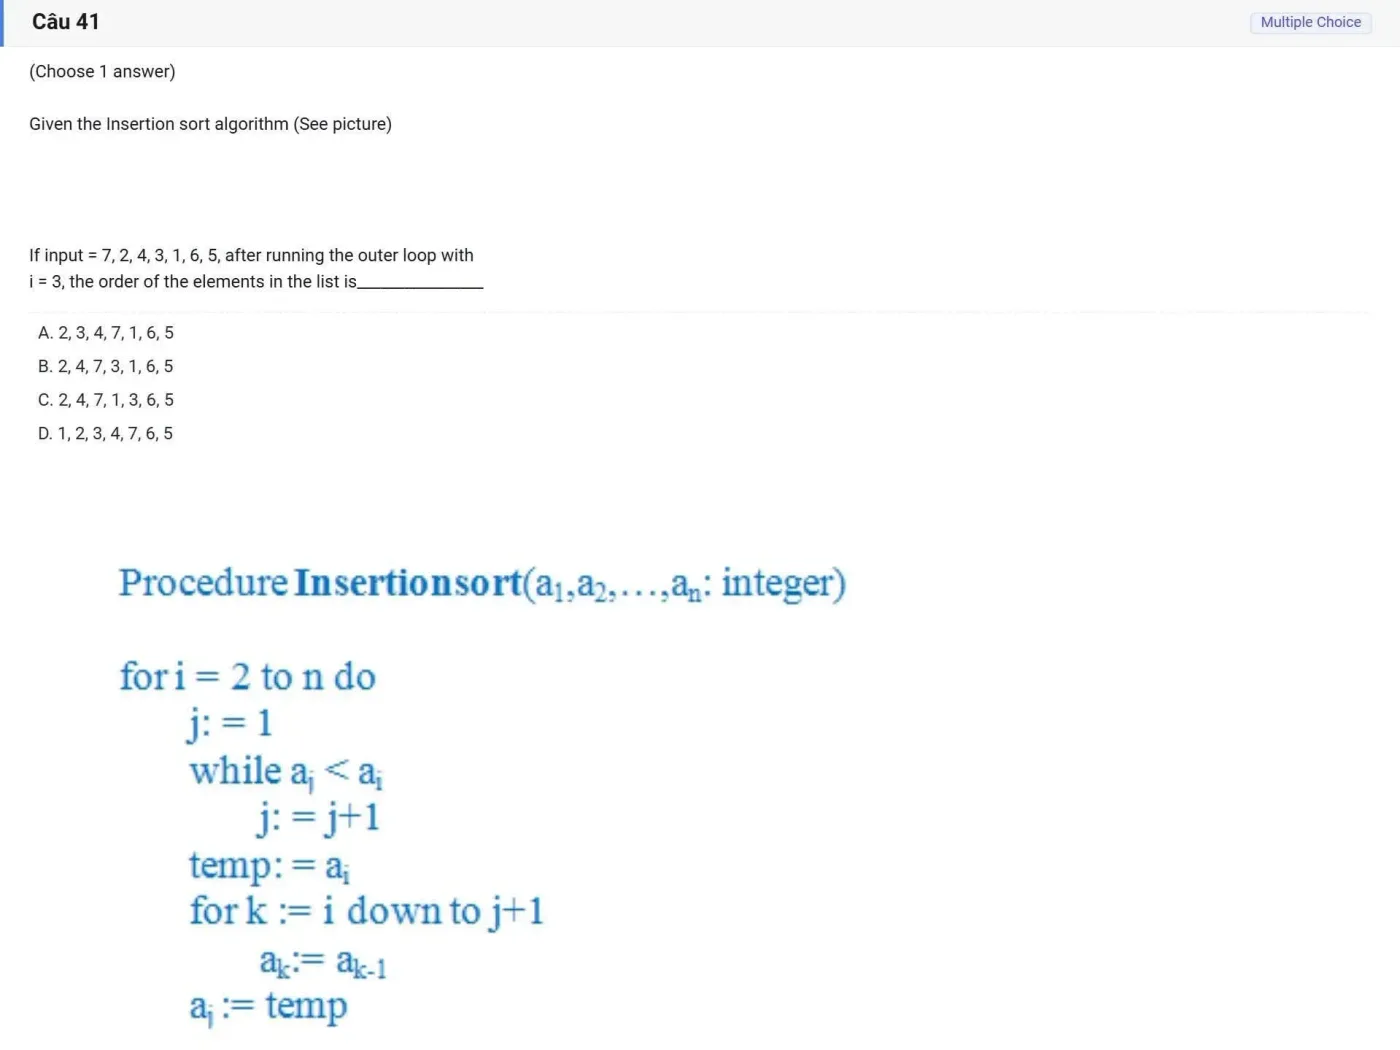 Câu 41
Multiple Choice
(Choose 1 answer)
Given the Insertion sort algorithm (See picture)
If input = 7, 2, 4, 3, 1, 6, 5, after running the outer loop with
i = 3, the order of the elements in the list is_______________
A. 2, 3, 4, 7, 1, 6, 5
B. 2, 4, 7, 3, 1, 6, 5
C. 2, 4, 7, 1, 3, 6, 5
D. 1, 2, 3, 4, 7, 6, 5
Procedure Insertionsort(a₁,a₂,…,aₙ: integer)
for i = 2 to n do
j: = 1
while aⱼ < aᵢ
j: = j+1
temp: = aᵢ
for k := i down to j+1
aₖ:= aₖ₋₁
aⱼ := temp